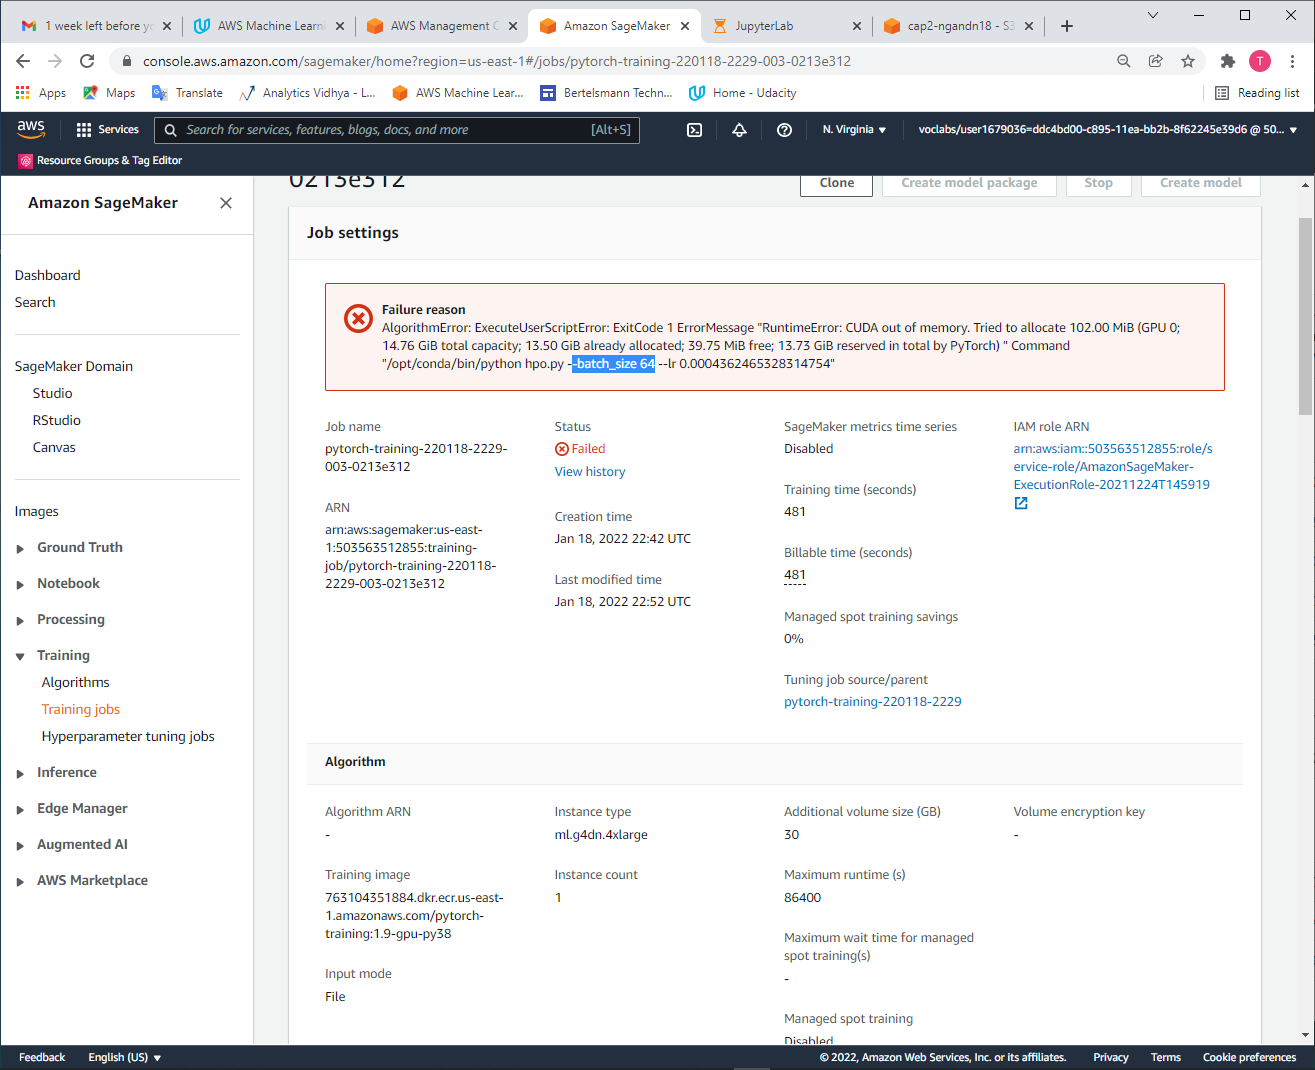 1 week left before yo
AWS Machine Learni
AWS Management C
Amazon SageMaker
JupyterLab
cap2-ngandn18 - S3
console.aws.amazon.com/sagemaker/home?region=us-east-1#/jobs/pytorch-training-220118-2229-003-0213e312
T
Apps
Maps
Translate
Analytics Vidhya - L...
AWS Machine Lear...
Bertelsmann Techn...
Home - Udacity
Reading list
aws
Services
Search for services, features, blogs, docs, and more
[Alt+S]
N. Virginia
voclabs/user1679036=ddc4bd00-c895-11ea-bb2b-8f62245e39d6 @ 50...
Resource Groups & Tag Editor
Amazon SageMaker
Dashboard
Search
SageMaker Domain
Studio
RStudio
Canvas
Images
Ground Truth
Notebook
Processing
Training
Algorithms
Training jobs
Hyperparameter tuning jobs
Inference
Edge Manager
Augmented AI
AWS Marketplace
0213e312
Clone
Create model package
Stop
Create model
Job settings
Failure reason
AlgorithmError: ExecuteUserScriptError: ExitCode 1 ErrorMessage "RuntimeError: CUDA out of memory. Tried to allocate 102.00 MiB (GPU 0;
14.76 GiB total capacity; 13.50 GiB already allocated; 39.75 MiB free; 13.73 GiB reserved in total by PyTorch) " Command
"/opt/conda/bin/python hpo.py --batch_size 64 --lr 0.0004362465328314754"
Job name
pytorch-training-220118-2229-
003-0213e312
ARN
arn:aws:sagemaker:us-east-
1:503563512855:training-
job/pytorch-training-220118-
2229-003-0213e312
Status
Failed
View history
Creation time
Jan 18, 2022 22:42 UTC
Last modified time
Jan 18, 2022 22:52 UTC
SageMaker metrics time series
Disabled
Training time (seconds)
481
Billable time (seconds)
481
Managed spot training savings
0%
Tuning job source/parent
pytorch-training-220118-2229
IAM role ARN
arn:aws:iam::503563512855:role/s
ervice-role/AmazonSageMaker-
ExecutionRole-20211224T145919
Algorithm
Algorithm ARN
-
Training image
763104351884.dkr.ecr.us-east-
1.amazonaws.com/pytorch-
training:1.9-gpu-py38
Input mode
File
Instance type
ml.g4dn.4xlarge
Instance count
1
Additional volume size (GB)
30
Maximum runtime (s)
86400
Maximum wait time for managed
spot training(s)
-
Managed spot training
Disabled
Volume encryption key
-
Feedback
English (US)
© 2022, Amazon Web Services, Inc. or its affiliates.
Privacy
Terms
Cookie preferences